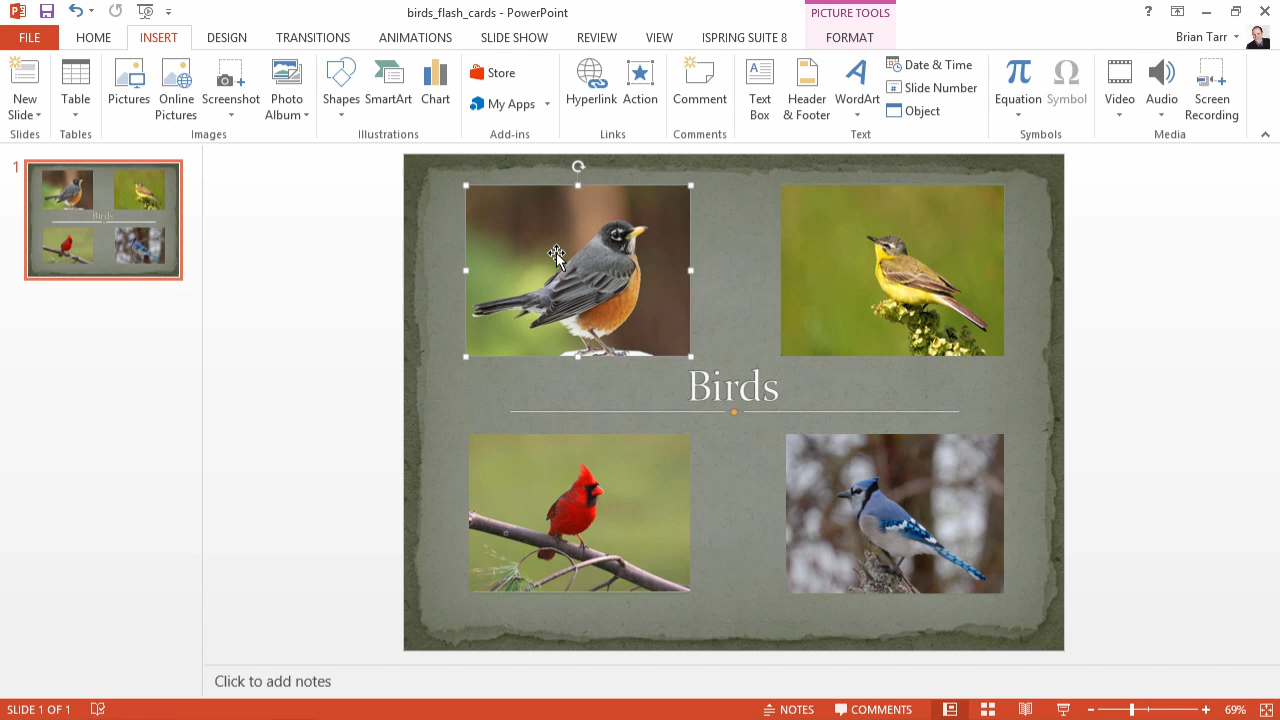 birds_flash_cards - PowerPoint
PICTURE TOOLS
?
FILE HOME INSERT DESIGN TRANSITIONS ANIMATIONS SLIDE SHOW REVIEW VIEW ISPRING SUITE 8 FORMAT
Brian Tarr
New Slide
Table
Pictures
Online Pictures
Screenshot
Photo Album
Shapes
SmartArt
Chart
Store
My Apps
Hyperlink
Action
Comment
Text Box
Header & Footer
WordArt
Date & Time
Slide Number
Object
Equation
Symbol
Video
Audio
Screen Recording
Slides
Tables
Images
Illustrations
Add-ins
Links
Comments
Text
Symbols
Media
1
Birds
Birds
Click to add notes
SLIDE 1 OF 1
NOTES
COMMENTS
69%